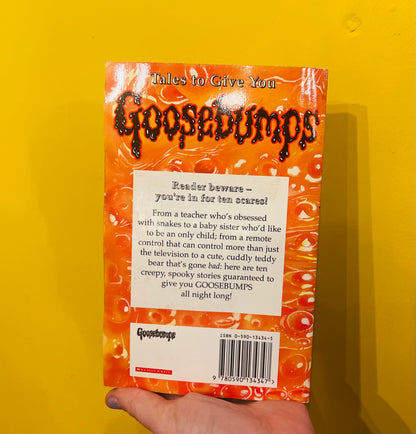 Tales to Give You
Goosebumps
Reader beware –
you're in for ten scares!
From a teacher who's obsessed
with snakes to a baby sister who'd like
to be an only child; from a remote
control that can control more than just
the television to a cute, cuddly teddy
bear that's gone bad: here are ten
creepy, spooky stories guaranteed to
give you GOOSEBUMPS
all night long!
Goosebumps
SCHOLASTIC
ISBN 0-590-13434-5
9 780590 134347 >